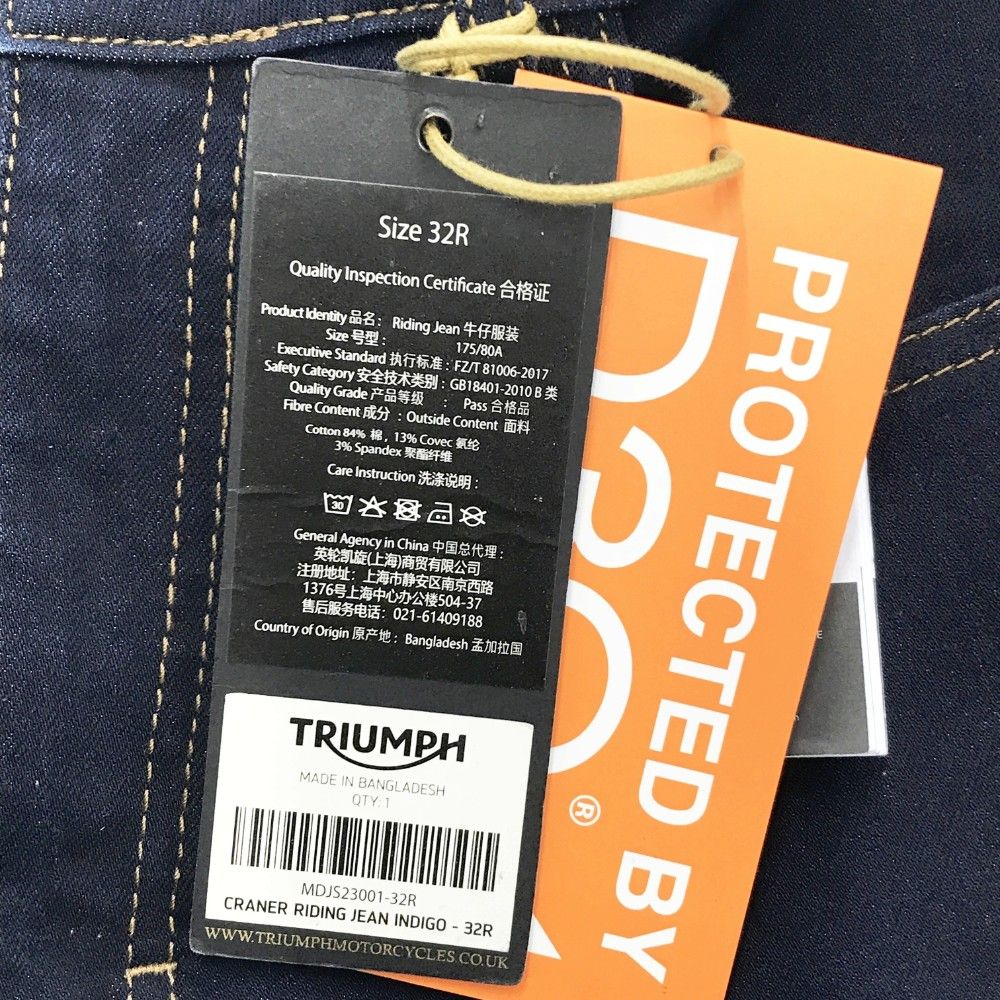 Size 32R
Quality Inspection Certificate 合格证
Product Identity 品名： Riding Jean 牛仔服装
Size 号型： 175/80A
Executive Standard 执行标准：FZ/T 81006-2017
Safety Category 安全技术类别：GB18401-2010 B 类
Quality Grade 产品等级 ： Pass 合格品
Fibre Content 成分 ：Outside Content 面料
Cotton 84% 棉，13% Covec 氨纶
3% Spandex 聚酯纤维
Care Instruction 洗涤说明：
30
General Agency in China 中国总代理：
英轮凯旋(上海)商贸有限公司
注册地址：上海市静安区南京西路
1376号上海中心办公楼504-37
售后服务电话：021-61409188
Country of Origin 原产地：Bangladesh 孟加拉国
TRIUMPH
MADE IN BANGLADESH
QTY: 1
MDJS23001-32R
CRANER RIDING JEAN INDIGO - 32R
WWW.TRIUMPHMOTORCYCLES.CO.UK
PROTECTED BY
D3O
®